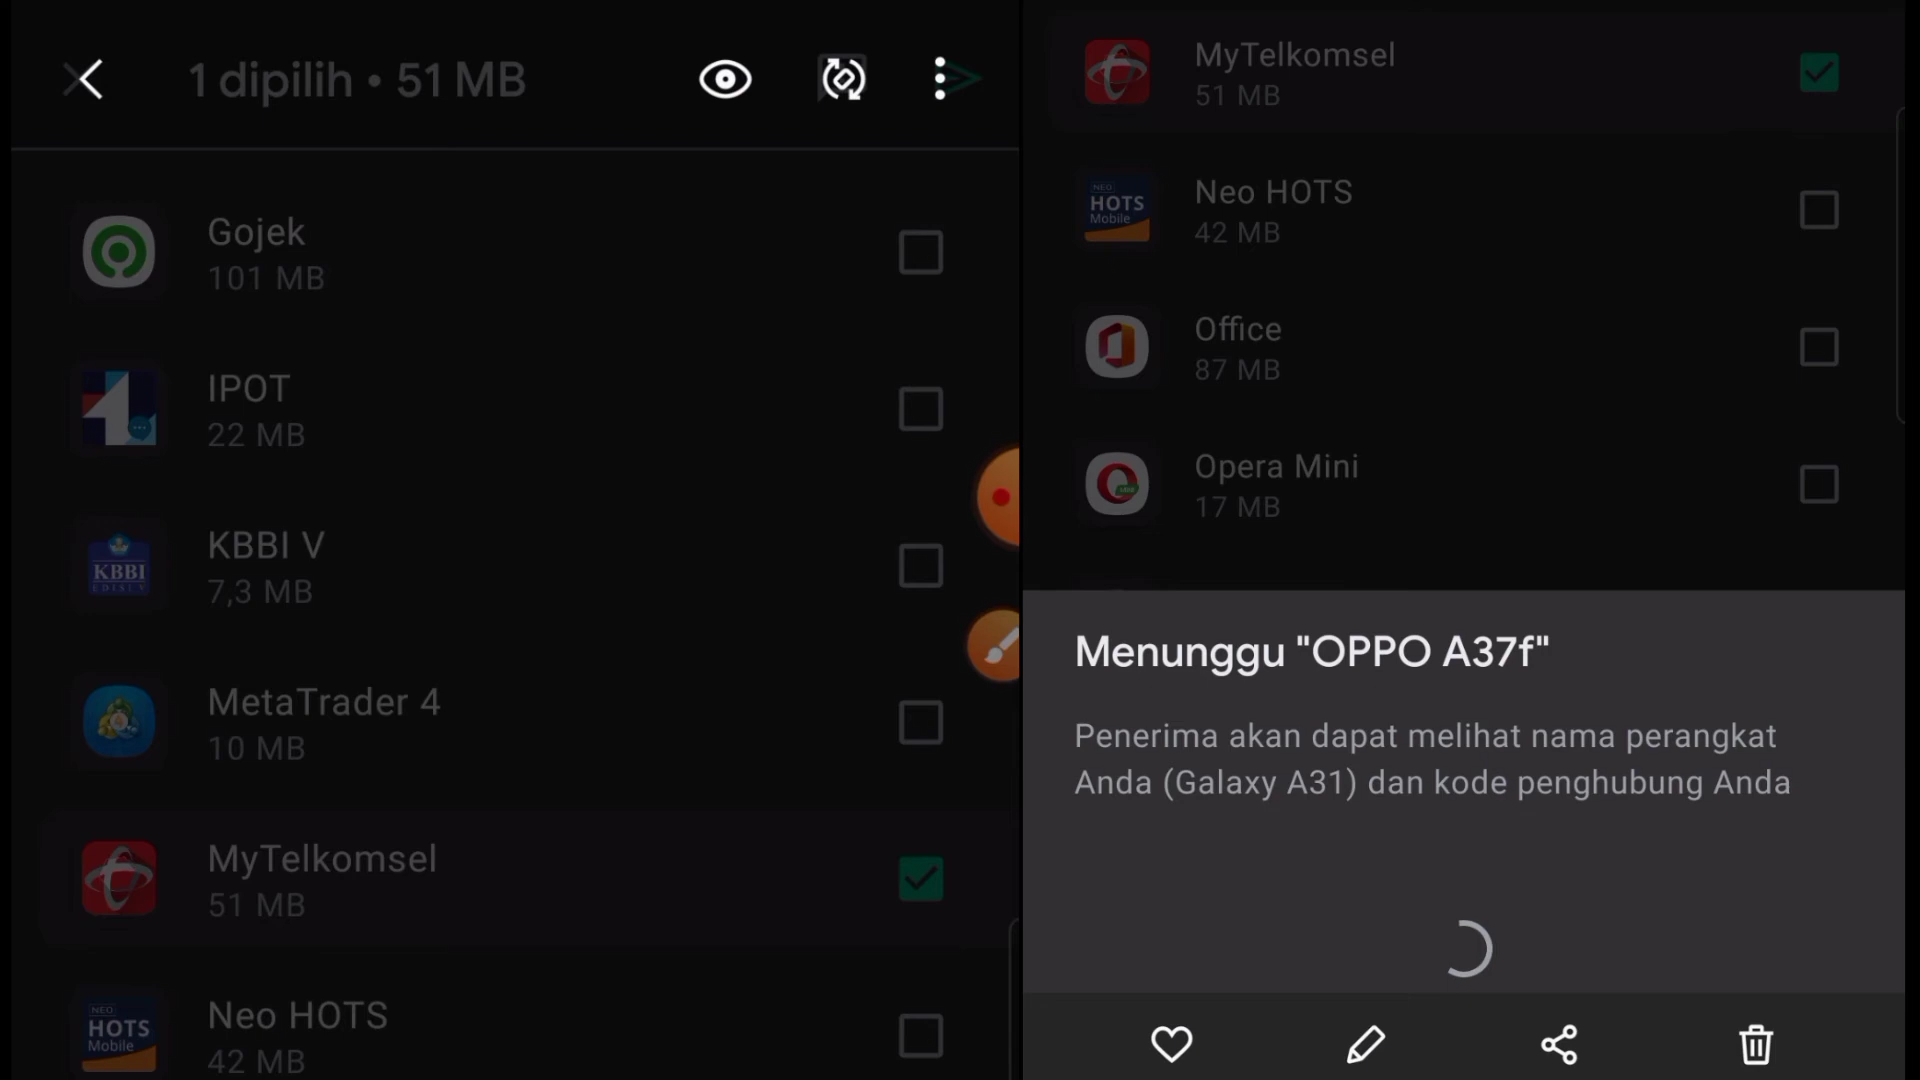 1 dipilih • 51 MB
Gojek
101 MB
IPOT
22 MB
KBBI
EDISI V
KBBI V
7,3 MB
MetaTrader 4
10 MB
MyTelkomsel
51 MB
NEO
HOTS
Mobile
Neo HOTS
42 MB
MyTelkomsel
51 MB
NEO
HOTS
Mobile
Neo HOTS
42 MB
Office
87 MB
Opera Mini
17 MB
Menunggu "OPPO A37f"
Penerima akan dapat melihat nama perangkat
Anda (Galaxy A31) dan kode penghubung Anda